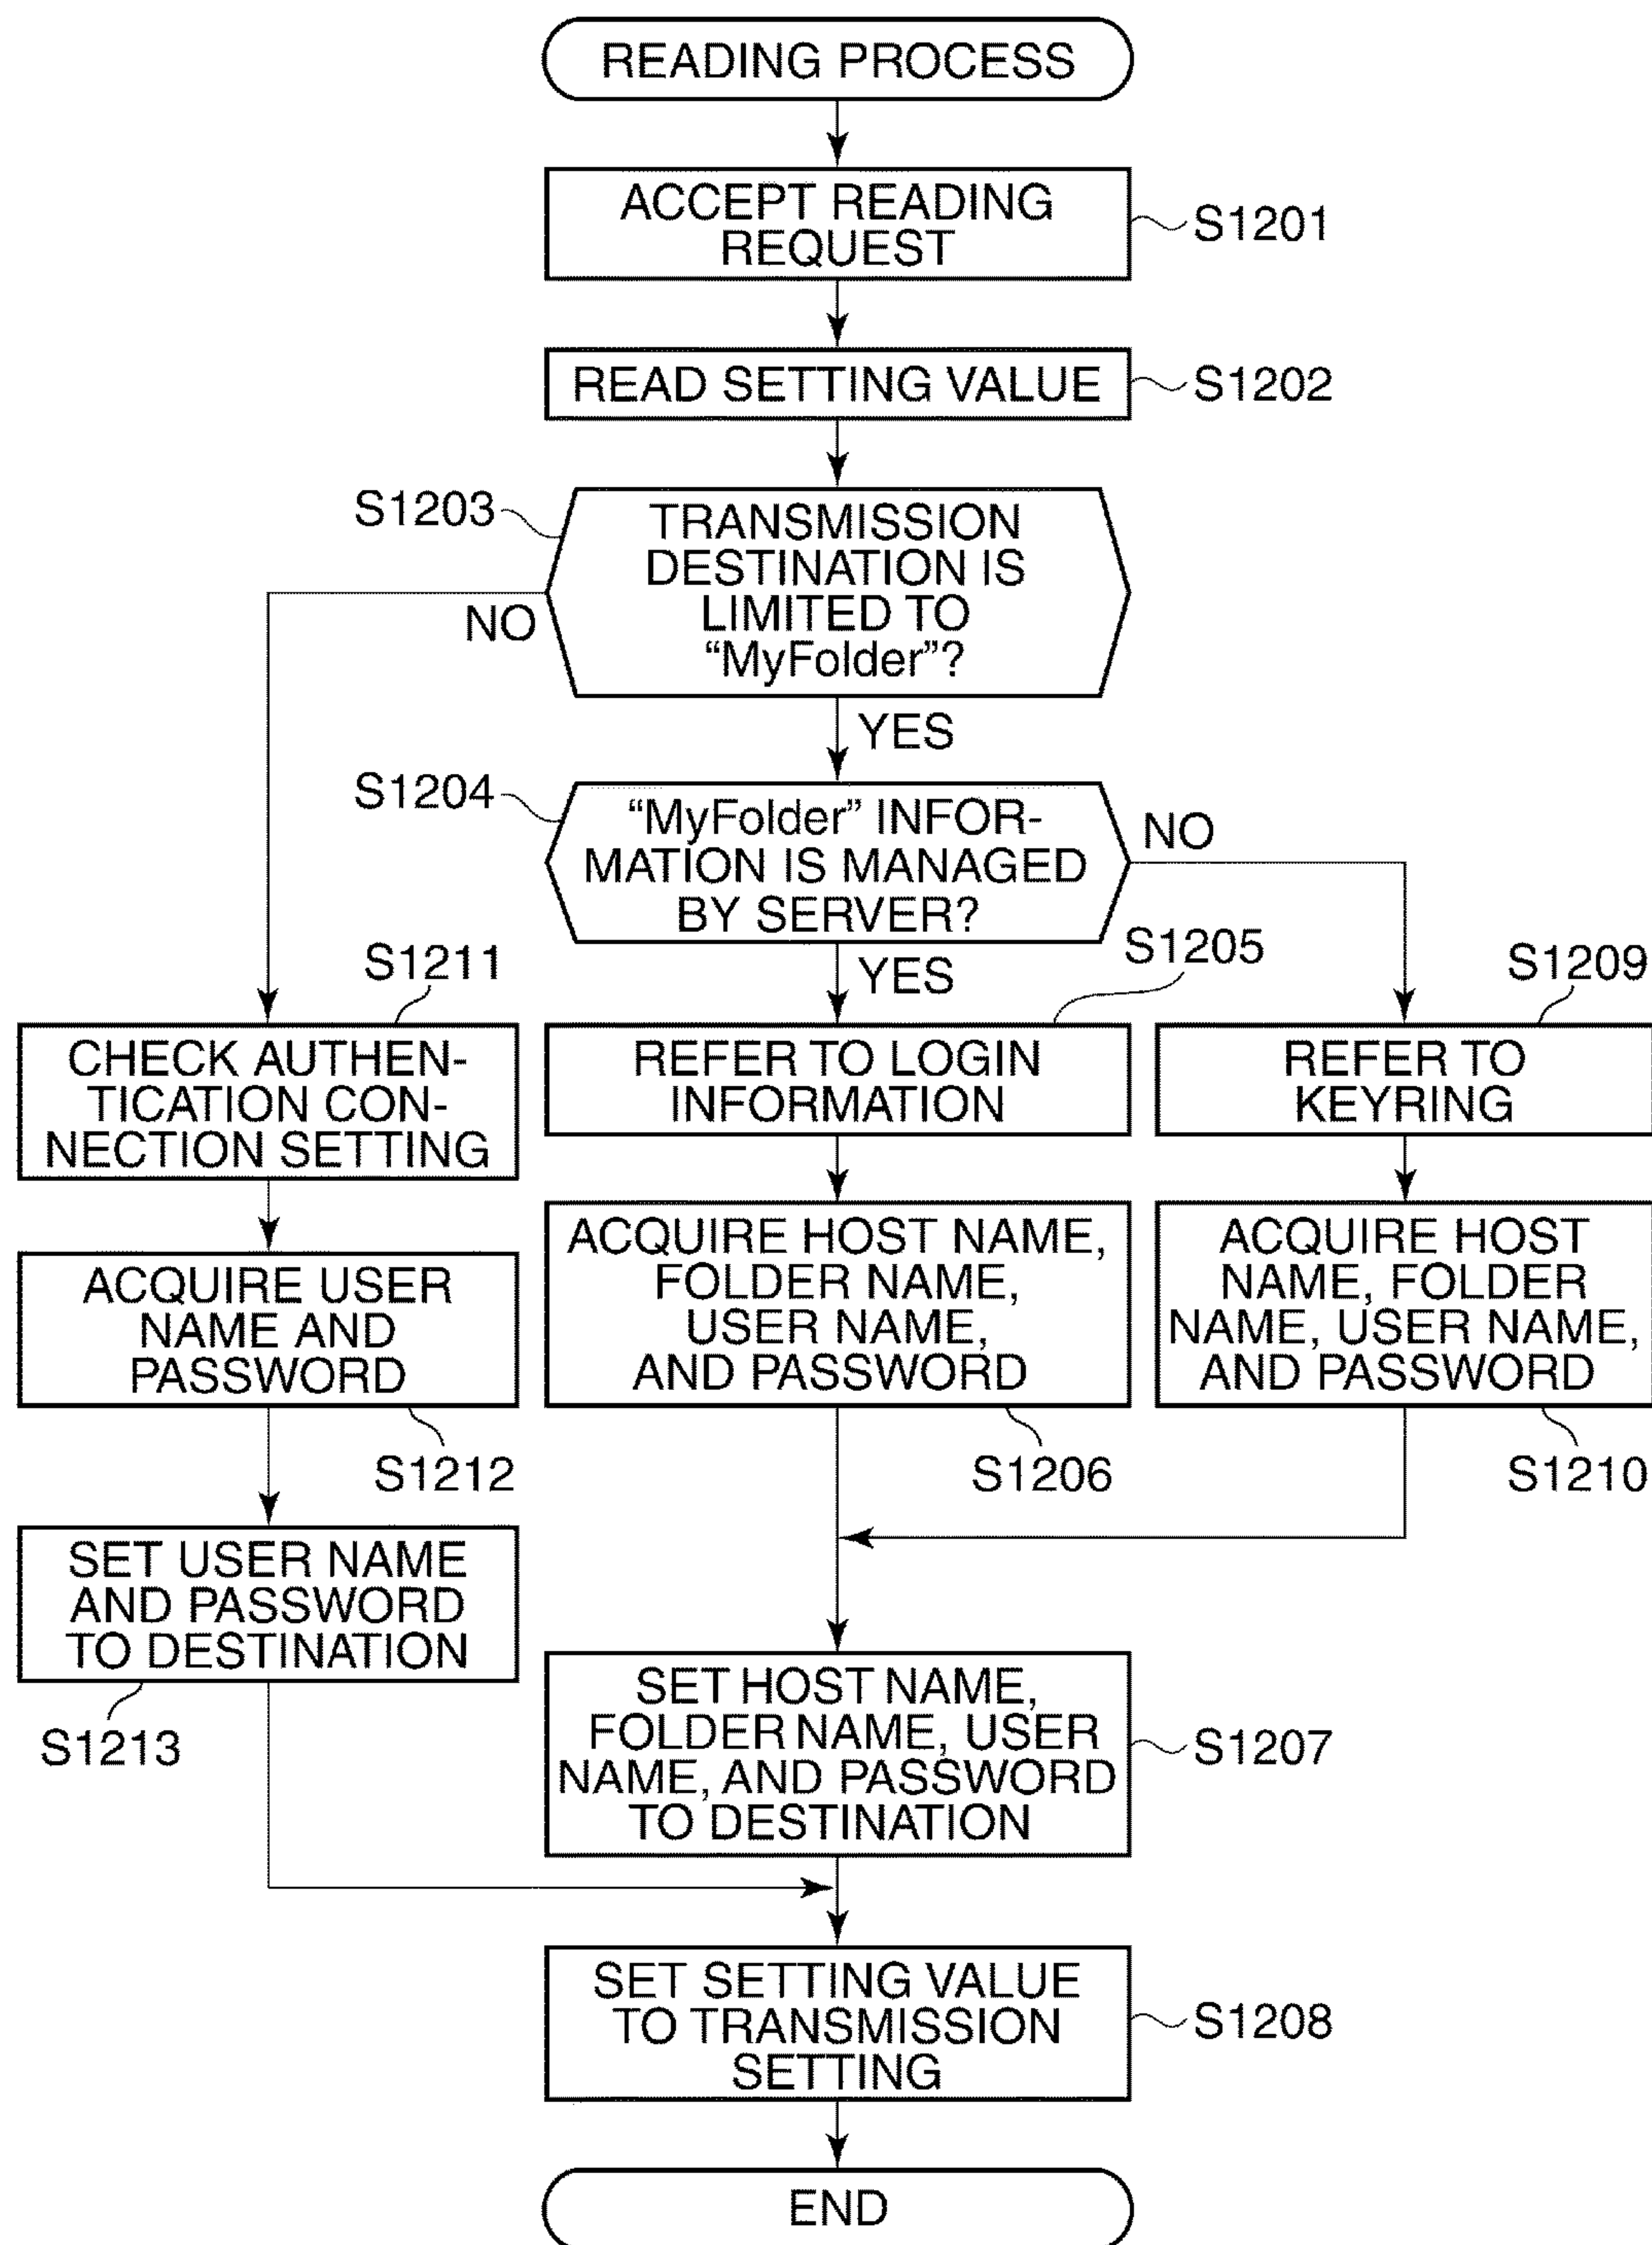 READING PROCESS
ACCEPT READING
REQUEST
S1201
READ SETTING VALUE
S1202
S1203
TRANSMISSION
DESTINATION IS
LIMITED TO
“MyFolder”?
NO
YES
S1204
“MyFolder” INFOR-
MATION IS MANAGED
BY SERVER?
NO
YES
S1211
CHECK AUTHEN-
TICATION CON-
NECTION SETTING
S1205
REFER TO LOGIN
INFORMATION
S1209
REFER TO
KEYRING
ACQUIRE USER
NAME AND
PASSWORD
S1212
ACQUIRE HOST NAME,
FOLDER NAME,
USER NAME,
AND PASSWORD
S1206
ACQUIRE HOST
NAME, FOLDER
NAME, USER NAME,
AND PASSWORD
S1210
SET USER NAME
AND PASSWORD
TO DESTINATION
S1213
SET HOST NAME,
FOLDER NAME, USER
NAME, AND PASSWORD
TO DESTINATION
S1207
SET SETTING VALUE
TO TRANSMISSION
SETTING
S1208
END